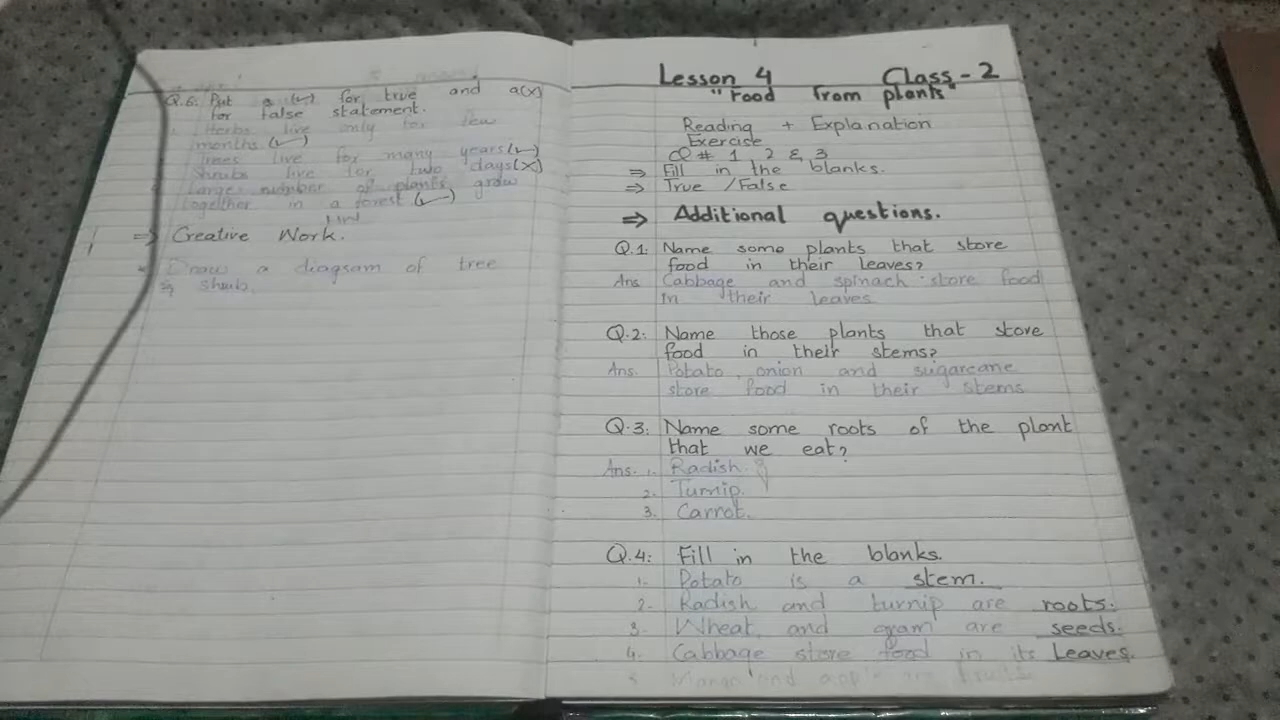 Q.6: Put a (✓) for true and a(x)
for false statement.
Herbs live only for few
months (✓)
Trees live for many years(✓)
Shrubs live for two days(x)
Large number of plants grow
together in a forest (✓)
⇒ Creative Work.
Draw a diagram of tree
& shrub.
Lesson 4 Class - 2
"Food from plants"
Reading + Explanation
Exercise
Q # 1 2 & 3
⇒ Fill in the blanks.
⇒ True / False
⇒ Additional questions.
Q.1: Name some plants that store
food in their leaves?
Ans Cabbage and spinach store food
in their leaves
Q.2: Name those plants that store
food in their stems?
Ans. Potato, onion and sugarcane
store food in their stems
Q.3: Name some roots of the plant
that we eat?
Ans. 1. Radish.
2. Turnip.
3. Carrot.
Q.4: Fill in the blanks.
1. Potato is a stem.
2. Radish and turnip are roots.
3. Wheat and gram are seeds.
4. Cabbage store food in its Leaves.
5 Mango and apple are fruits